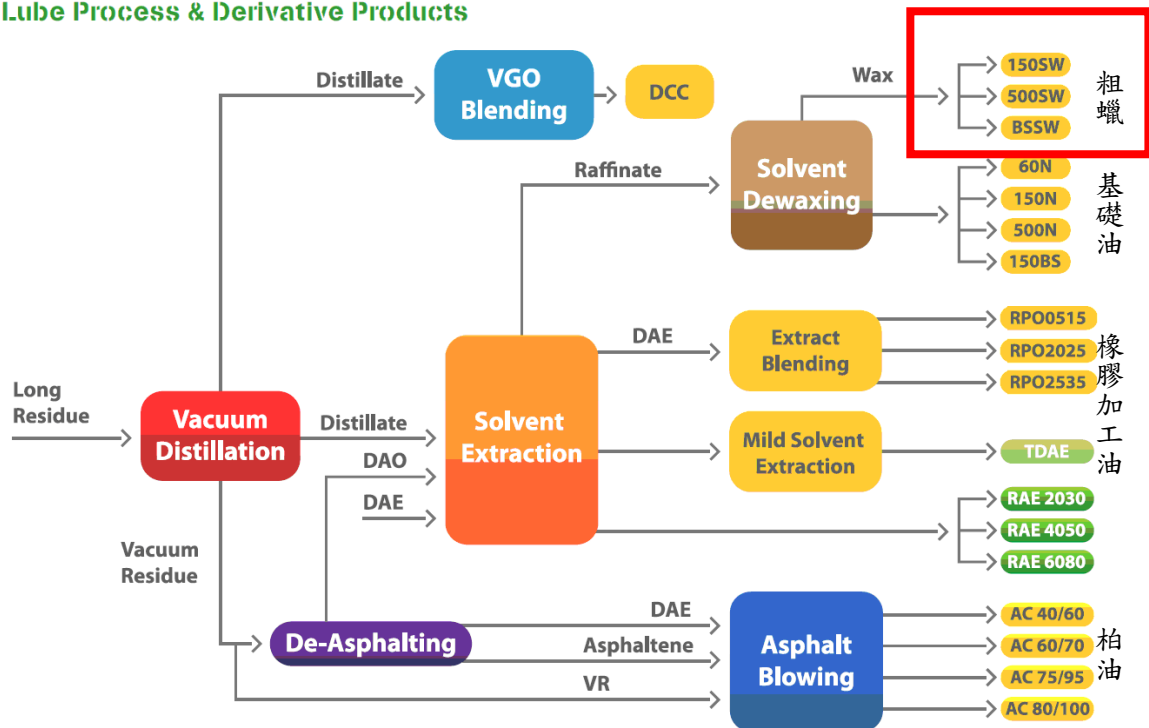 Lube Process & Derivative Products
Distillate
VGO
Blending
DCC
Wax
150SW
500SW
BSSW
粗蠟
Raffinate
Solvent
Dewaxing
60N
150N
500N
150BS
基礎油
Long
Residue
Vacuum
Distillation
Distillate
DAO
DAE
Solvent
Extraction
DAE
Extract
Blending
RPO0515
RPO2025
RPO2535
橡膠加工油
Mild Solvent
Extraction
TDAE
RAE 2030
RAE 4050
RAE 6080
Vacuum
Residue
De-Asphalting
DAE
Asphaltene
VR
Asphalt
Blowing
AC 40/60
AC 60/70
AC 75/95
AC 80/100
柏油